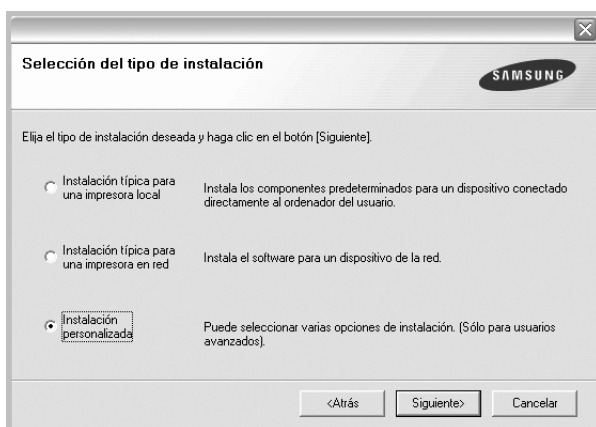 Selección del tipo de instalación
SAMSUNG
Elija el tipo de instalación deseada y haga clic en el botón [Siguiente].
Instalación típica para
una impresora local
Instala los componentes predeterminados para un dispositivo conectado
directamente al ordenador del usuario.
Instalación típica para
una impresora en red
Instala el software para un dispositivo de la red.
Instalación
personalizada
Puede seleccionar varias opciones de instalación. (Sólo para usuarios
avanzados).
<Atrás
Siguiente>
Cancelar